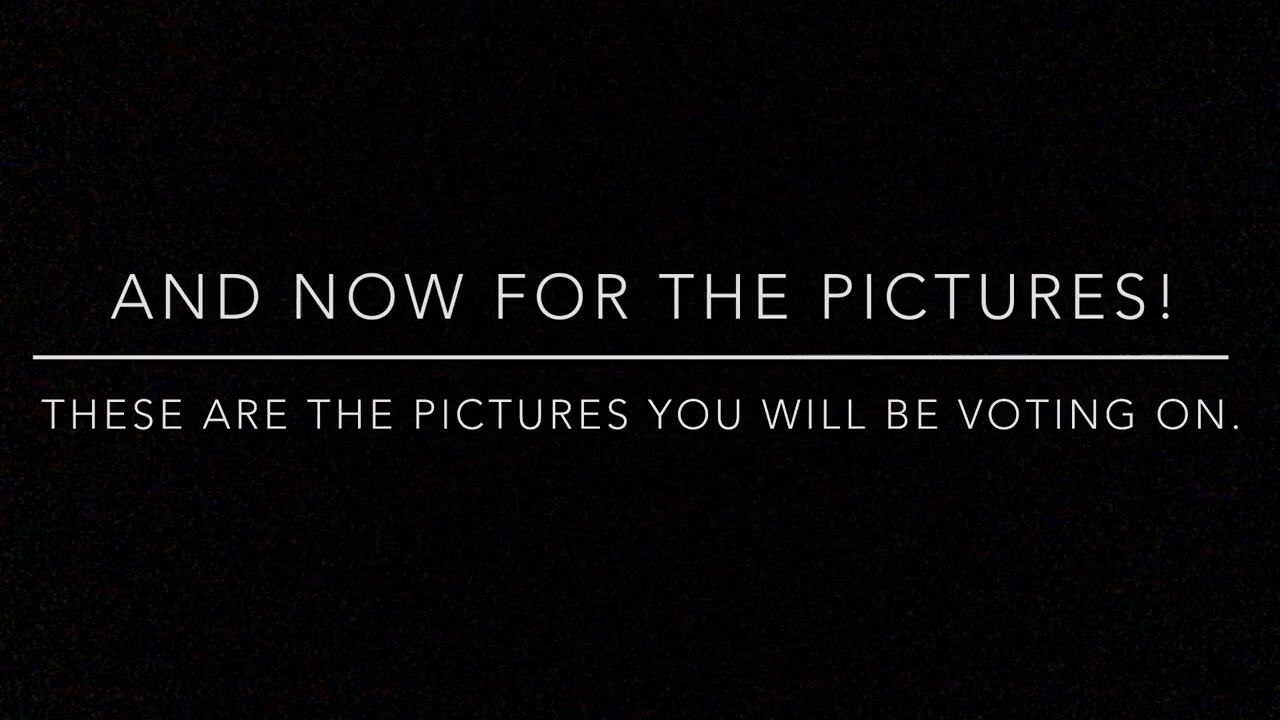 AND NOW FOR THE PICTURES!
THESE ARE THE PICTURES YOU WILL BE VOTING ON.